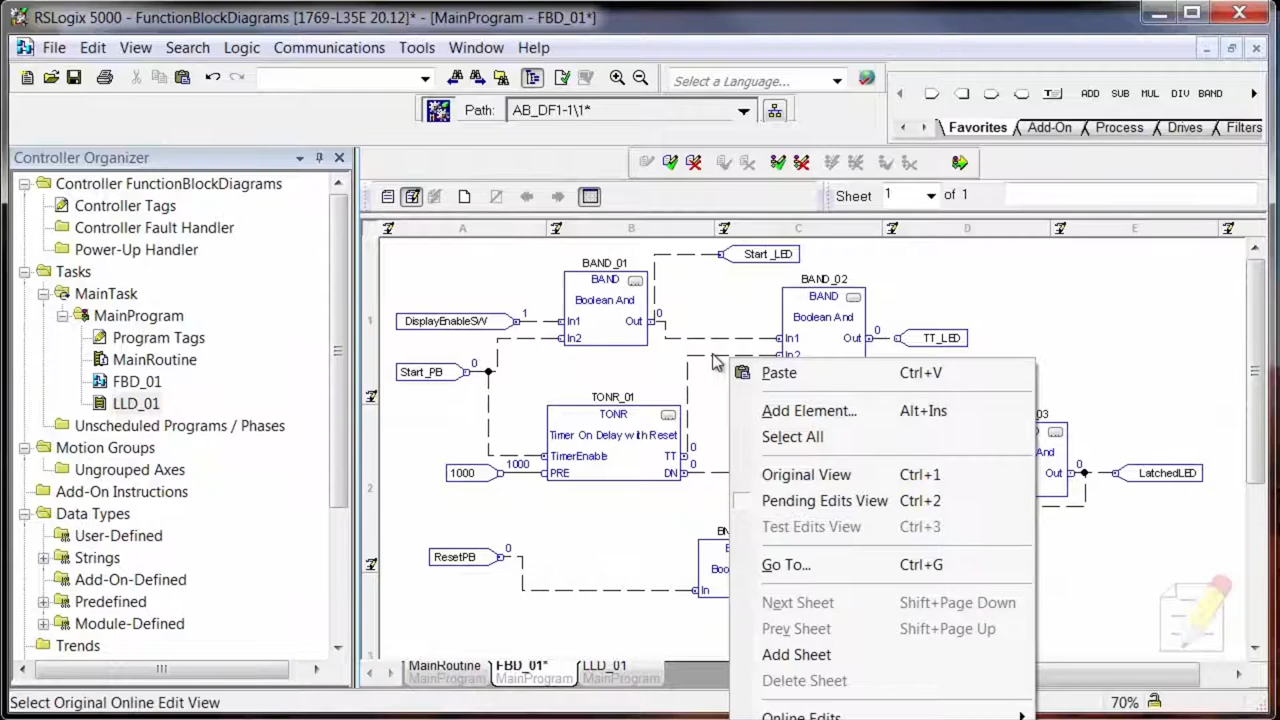 RSLogix 5000 - FunctionBlockDiagrams [1769-L35E 20.12]* - [MainProgram - FBD_01*]
File Edit View Search Logic Communications Tools Window Help
Select a Language...
Path: AB_DF1-1\1*
ADD SUB MUL DIV BAND
Favorites Add-On Process Drives Filters
Controller Organizer
Sheet 1 of 1
Controller FunctionBlockDiagrams
Controller Tags
Controller Fault Handler
Power-Up Handler
Tasks
MainTask
MainProgram
Program Tags
MainRoutine
FBD_01
LLD_01
Unscheduled Programs / Phases
Motion Groups
Ungrouped Axes
Add-On Instructions
Data Types
User-Defined
Strings
Add-On-Defined
Predefined
Module-Defined
Trends
A B C D E
1
2
3
Start_LED
BAND_01
BAND
Boolean And
In1 Out
In2
0
BAND_02
BAND
Boolean And
In1 Out
In2
0
TT_LED
DisplayEnableSW 1
Start_PB 0
TONR_01
TONR
Timer On Delay with Reset
TimerEnable TT 0
PRE DN 0
1000 1000
03
And
Out 0
LatchedLED
ResetPB 0
In
Paste Ctrl+V
Add Element... Alt+Ins
Select All
Original View Ctrl+1
Pending Edits View Ctrl+2
Test Edits View Ctrl+3
Go To... Ctrl+G
Next Sheet Shift+Page Down
Prev Sheet Shift+Page Up
Add Sheet
Delete Sheet
Online Edits
MainRoutine FBD_01* LLD_01
MainProgram MainProgram MainProgram
Select Original Online Edit View
70%